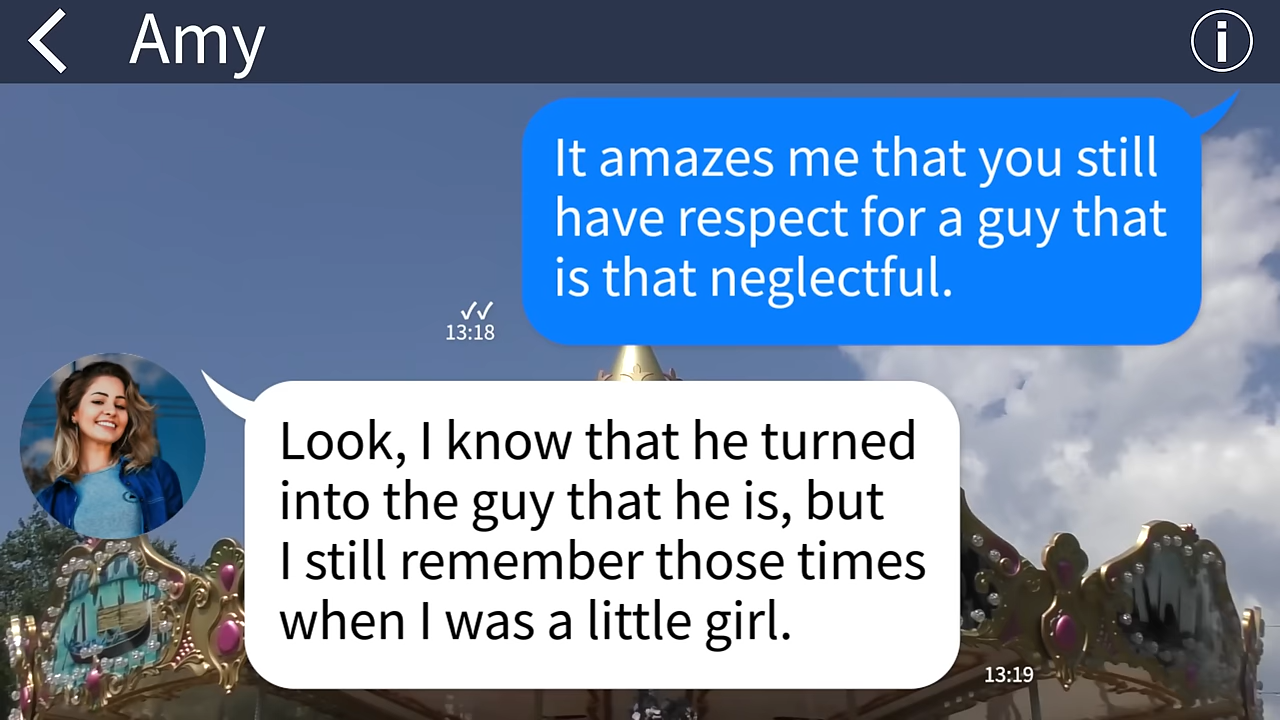 Amy
It amazes me that you still
have respect for a guy that
is that neglectful.
13:18
Look, I know that he turned
into the guy that he is, but
I still remember those times
when I was a little girl.
13:19